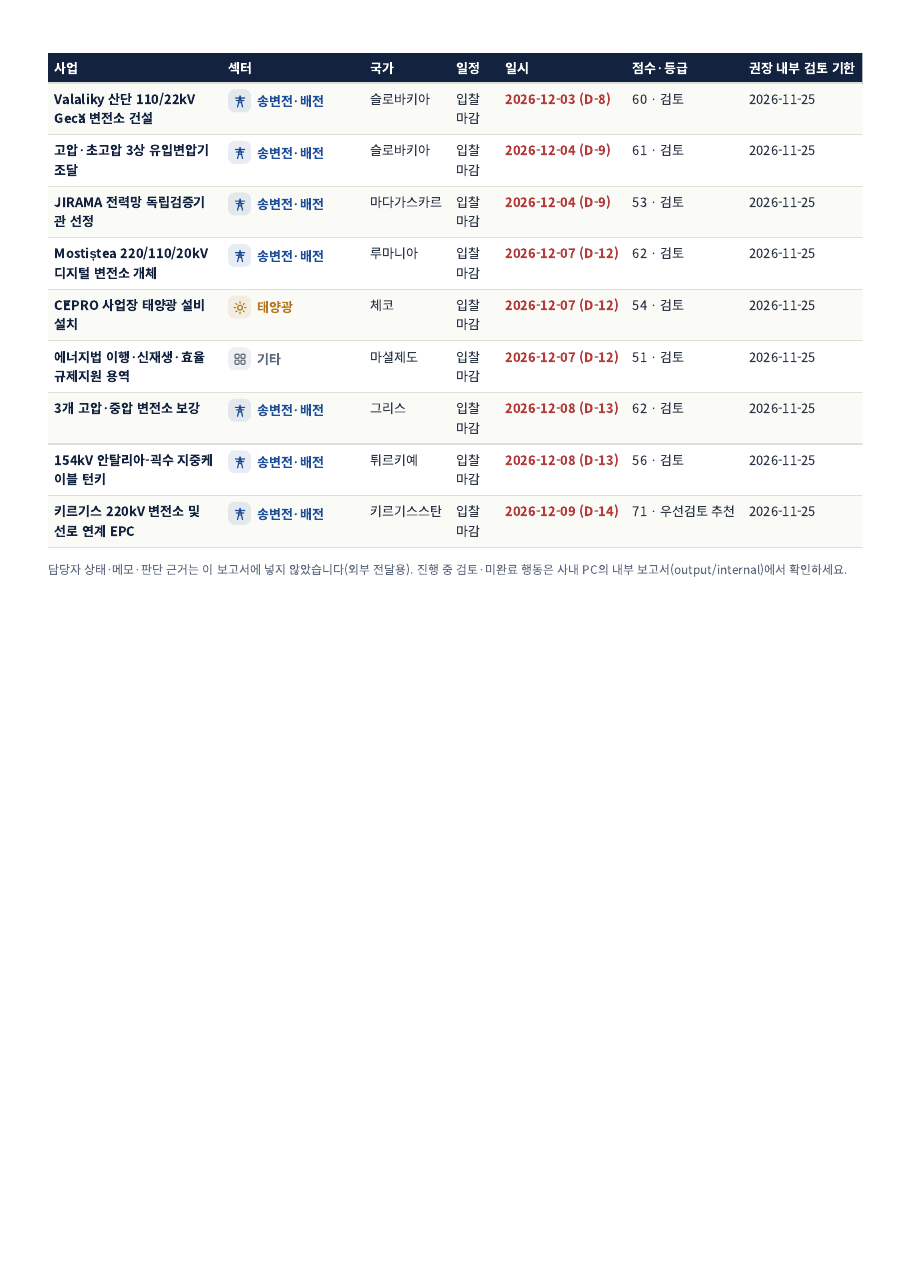 사업 섹터 국가 일정 일시 점수·등급 권장 내부 검토 기한
Valaliky 산단 110/22kV 송변전·배전 슬로바키아 입찰 2026-12-03 (D-8) 60 · 검토 2026-11-25
변전소 건설 마감
고압·초고압 3상 유입변압기 송변전·배전 슬로바키아 입찰 2026-12-04 (D-9) 61 · 검토 2026-11-25
조달 마감
JIRAMA 전력망 독립검증기 송변전·배전 마다가스카르 입찰 2026-12-04 (D-9) 53 · 검토 2026-11-25
관 선정 마감
Mostiștea 220/110/20kV 송변전·배전 루마니아 입찰 2026-12-07 (D-12) 62 · 검토 2026-11-25
디지털 변전소 개체 마감
사업장 태양광 설비 태양광 체코 입찰 2026-12-07 (D-12) 54 · 검토 2026-11-25
설치 마감
에너지법 이행·신재생·효율 기타 마셜제도 입찰 2026-12-07 (D-12) 51 · 검토 2026-11-25
규제지원 용역 마감
3개 고압·중압 변전소 보강 송변전·배전 그리스 입찰 2026-12-08 (D-13) 62 · 검토 2026-11-25
마감
154kV 안탈리아-괵수 지중케 송변전·배전 튀르키예 입찰 2026-12-08 (D-13) 56 · 검토 2026-11-25
이블 턴키 마감
키르기스 220kV 변전소 및 송변전·배전 키르기스스탄 입찰 2026-12-09 (D-14) 71 · 우선검토 추천 2026-11-25
선로 연계 EPC 마감
담당자 상태·메모·판단 근거는 이 보고서에 넣지 않았습니다(외부 전달용). 진행 중 검토·미완료 행동은 사내 PC의 내부 보고서(output/internal)에서 확인하세요.